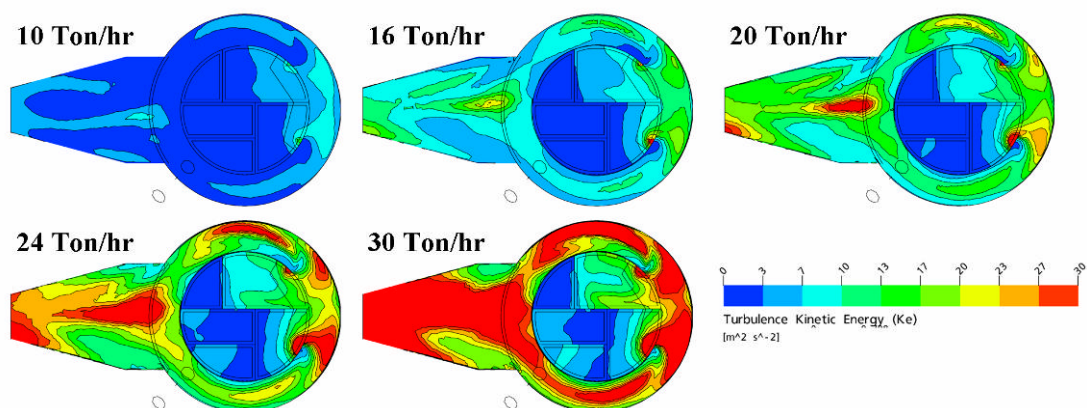 10 Ton/hr
16 Ton/hr
20 Ton/hr
24 Ton/hr
30 Ton/hr
0 3 7 10 13 17 20 23 27 30
Turbulence Kinetic Energy (Ke)
[m^2 s^-2]